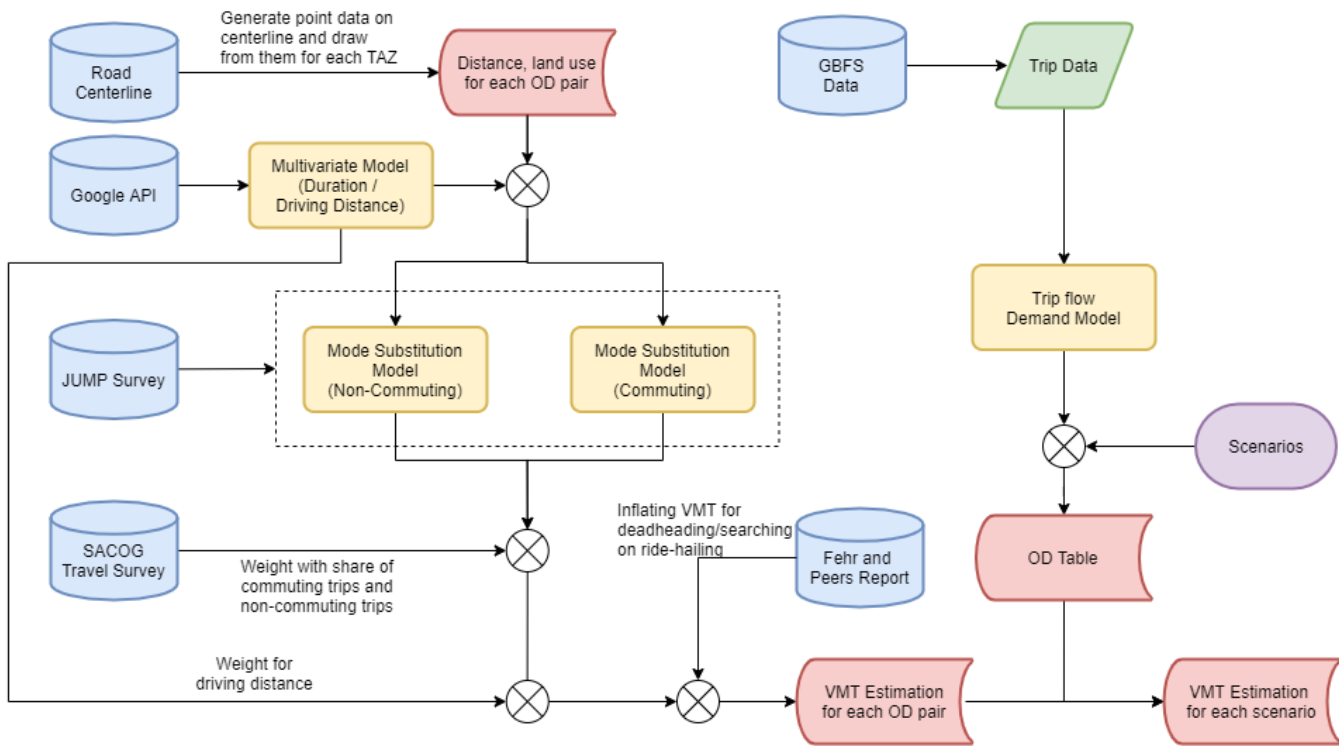 Generate point data on
centerline and draw
from them for each TAZ
Road
Centerline
Distance, land use
for each OD pair
GBFS
Data
Trip Data
Google API
Multivariate Model
(Duration /
Driving Distance)
Trip flow
Demand Model
JUMP Survey
Mode Substitution
Model
(Non-Commuting)
Mode Substitution
Model
(Commuting)
Scenarios
SACOG
Travel Survey
Weight with share of
commuting trips and
non-commuting trips
Inflating VMT for
deadheading/searching
on ride-hailing
Fehr and
Peers Report
OD Table
Weight for
driving distance
VMT Estimation
for each OD pair
VMT Estimation
for each scenario